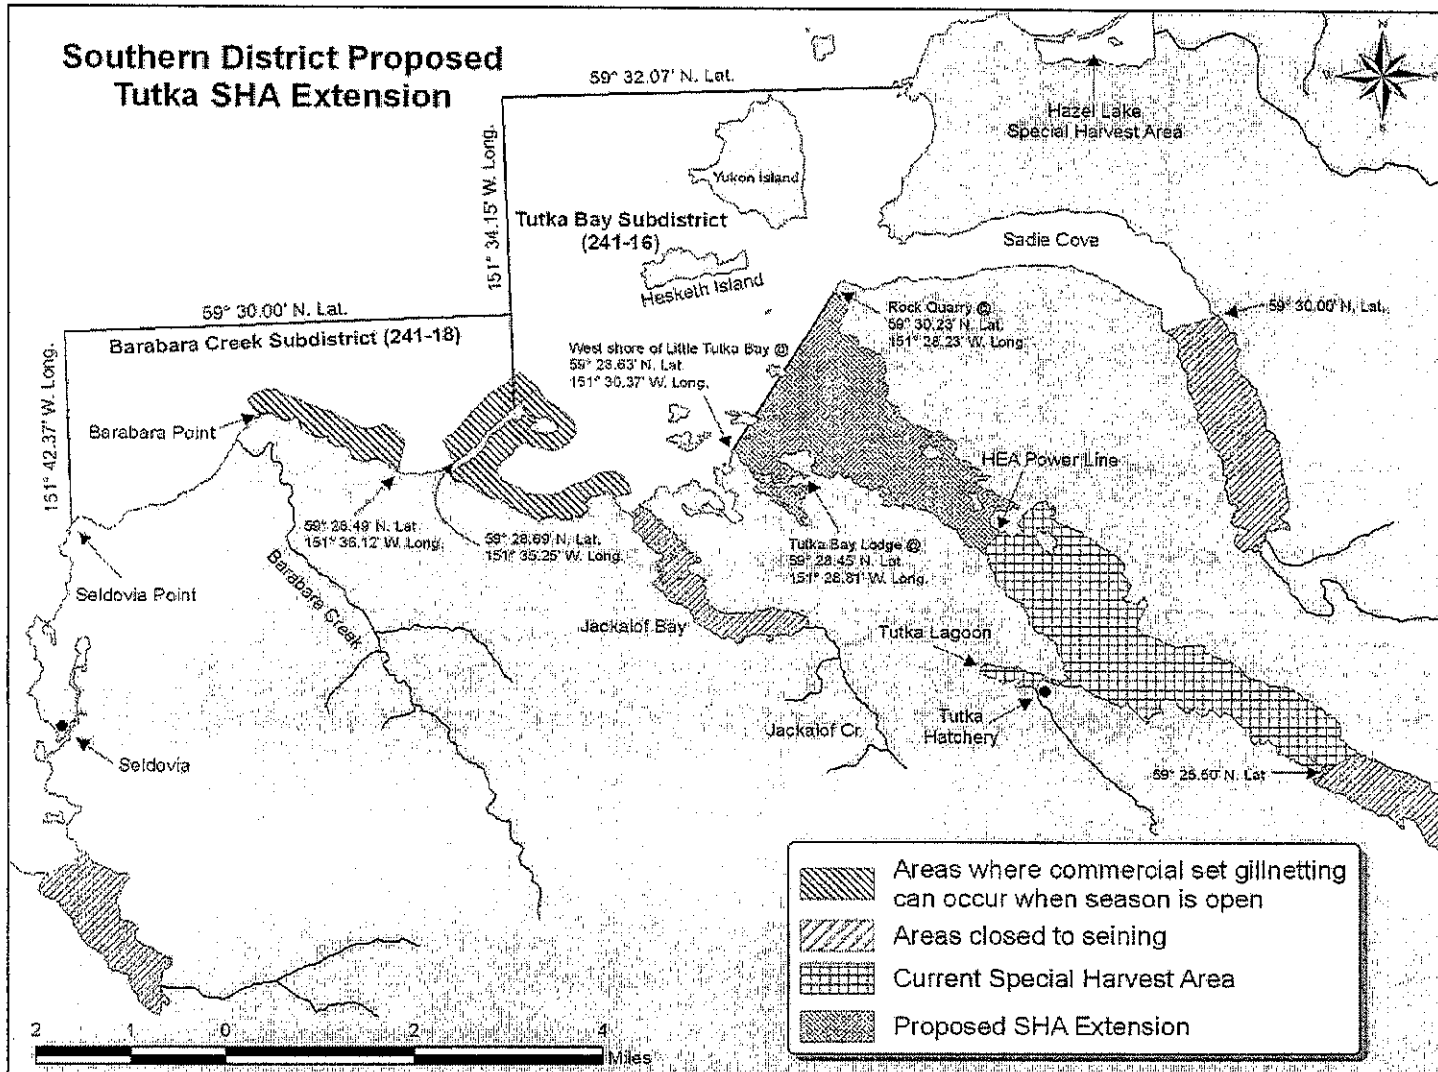 Southern District Proposed
Tutka SHA Extension
59° 32.07' N. Lat.
N
W
E
S
Hazel Lake
Special Harvest Area
151° 34.15' W. Long.
Yukon Island
Tutka Bay Subdistrict
(241-16)
Sadie Cove
Hesketh Island
59° 30.00' N. Lat.
Barabara Creek Subdistrict (241-18)
Rock Quarry @
59° 30.23' N. Lat.
151° 28.23' W. Long.
59° 30.00' N. Lat.
West shore of Little Tutka Bay @
59° 28.63' N. Lat.
151° 30.37' W. Long.
151° 42.37' W. Long.
Barabara Point
HEA Power Line
59° 28.49' N. Lat.
151° 36.12' W. Long.
59° 28.69' N. Lat.
151° 35.25' W. Long.
Tutka Bay Lodge @
59° 28.45' N. Lat.
151° 28.81' W. Long.
Seldovia Point
Barabara Creek
Jackalof Bay
Tutka Lagoon
Jackalof Cr.
Tutka
Hatchery
Seldovia
59° 25.50' N. Lat
Areas where commercial set gillnetting
can occur when season is open
Areas closed to seining
Current Special Harvest Area
Proposed SHA Extension
2 1 0 2 4
Miles